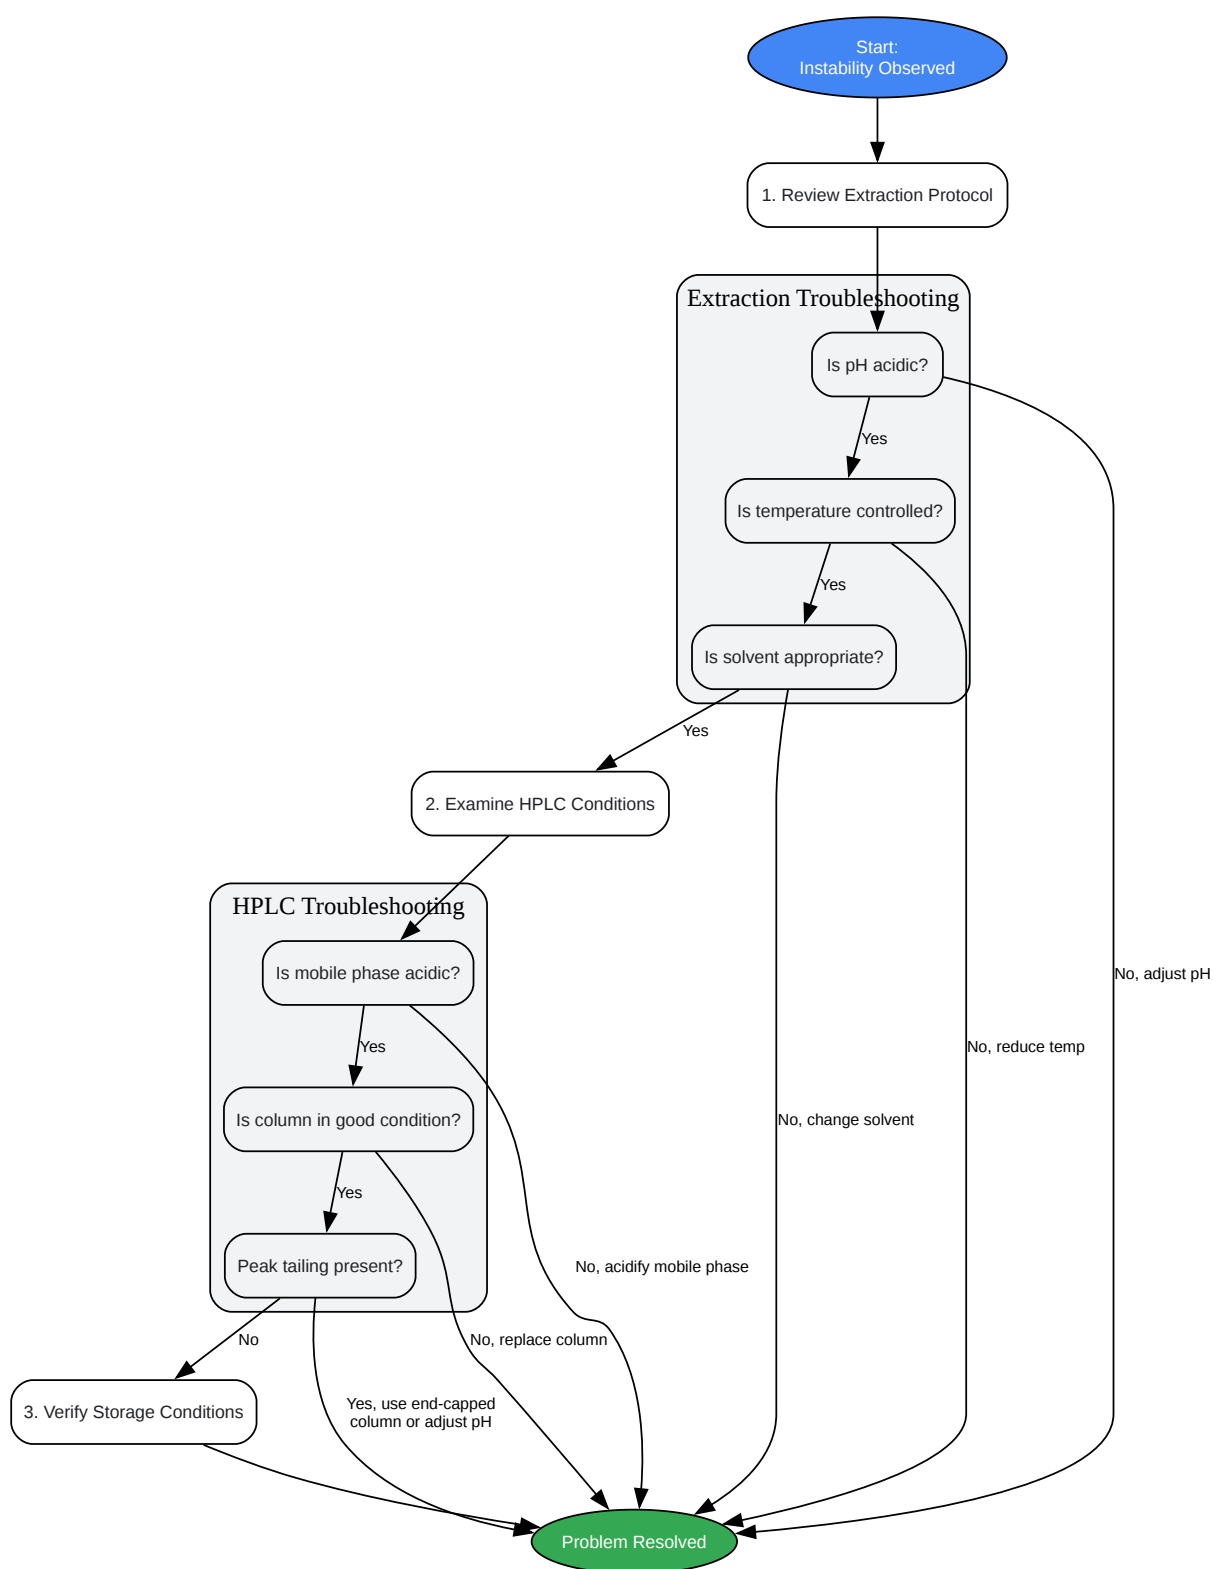 Start:
Instability Observed
1. Review Extraction Protocol
Extraction Troubleshooting
Is pH acidic?
Yes
Is temperature controlled?
Yes
Is solvent appropriate?
Yes
2. Examine HPLC Conditions
HPLC Troubleshooting
Is mobile phase acidic?
No, adjust pH
Yes
No, reduce temp
Is column in good condition?
No, change solvent
Yes
Peak tailing present?
No, acidify mobile phase
No
No, replace column
3. Verify Storage Conditions
Yes, use end-capped
column or adjust pH
Problem Resolved